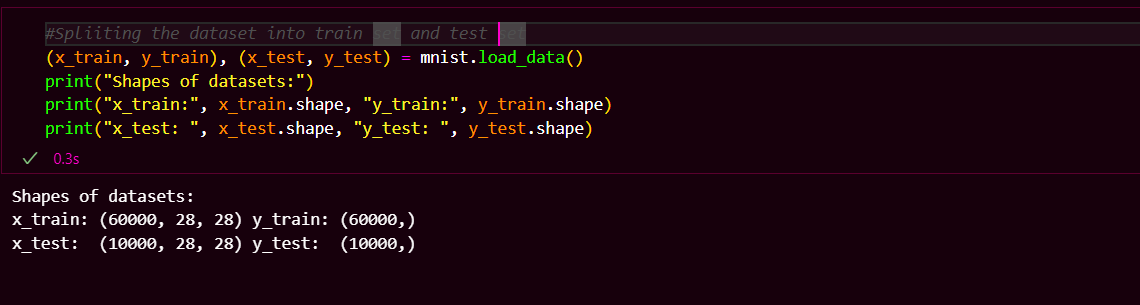 #Spliiting the dataset into train set and test set
(x_train, y_train), (x_test, y_test) = mnist.load_data()
print("Shapes of datasets:")
print("x_train:", x_train.shape, "y_train:", y_train.shape)
print("x_test: ", x_test.shape, "y_test: ", y_test.shape)
0.3s
Shapes of datasets:
x_train: (60000, 28, 28) y_train: (60000,)
x_test:  (10000, 28, 28) y_test:  (10000,)